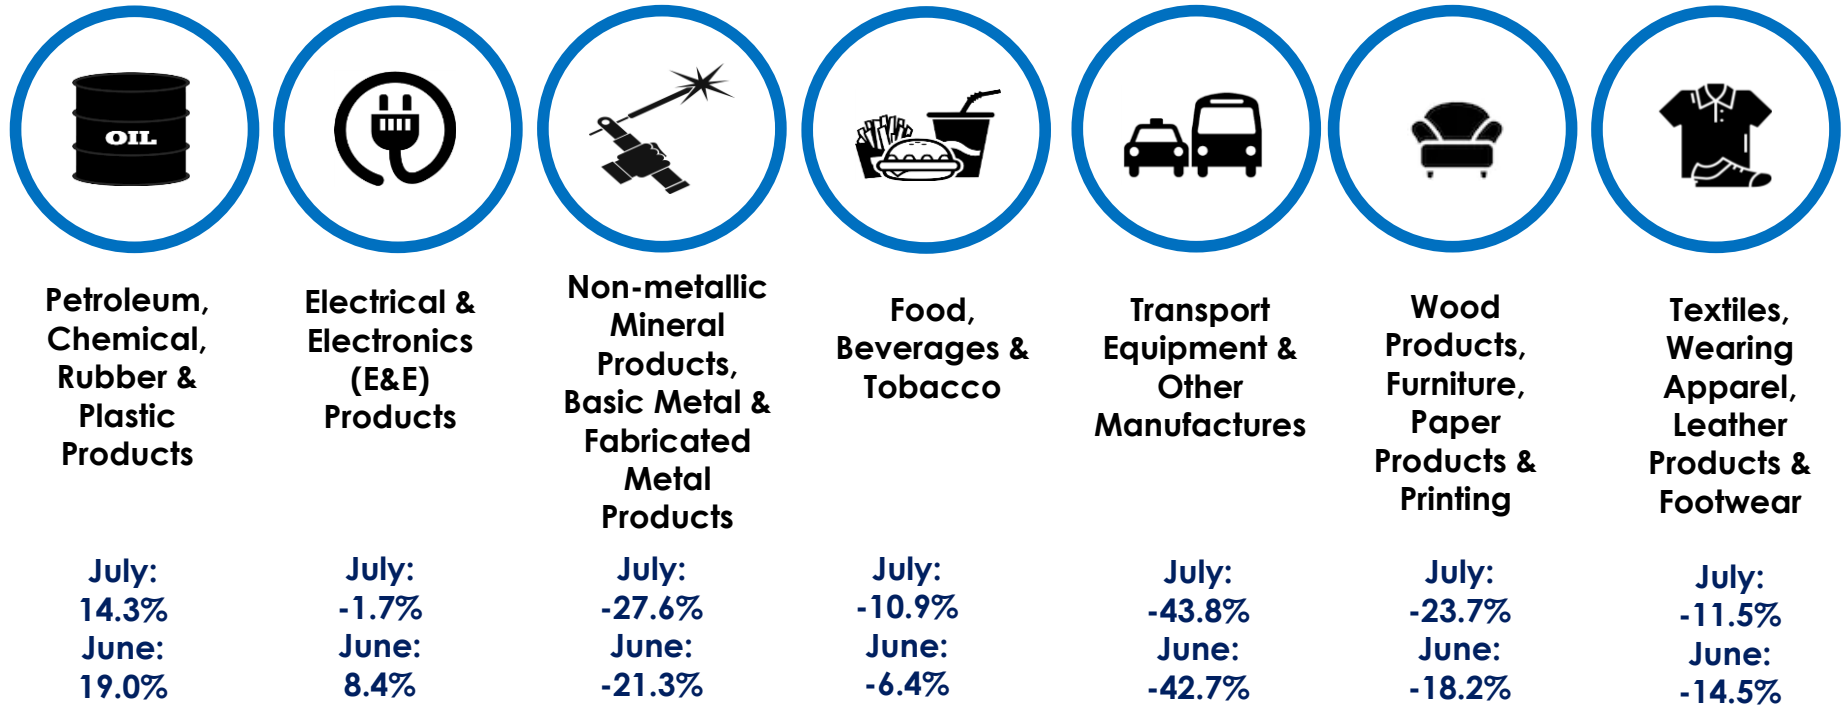 OIL
Petroleum,
Chemical,
Rubber &
Plastic
Products
July:
14.3%
June:
19.0%
Electrical &
Electronics
(E&E)
Products
July:
-1.7%
June:
8.4%
Non-metallic
Mineral
Products,
Basic Metal &
Fabricated
Metal
Products
July:
-27.6%
June:
-21.3%
Food,
Beverages &
Tobacco
July:
-10.9%
June:
-6.4%
Transport
Equipment &
Other
Manufactures
July:
-43.8%
June:
-42.7%
Wood
Products,
Furniture,
Paper
Products &
Printing
July:
-23.7%
June:
-18.2%
Textiles,
Wearing
Apparel,
Leather
Products &
Footwear
July:
-11.5%
June:
-14.5%